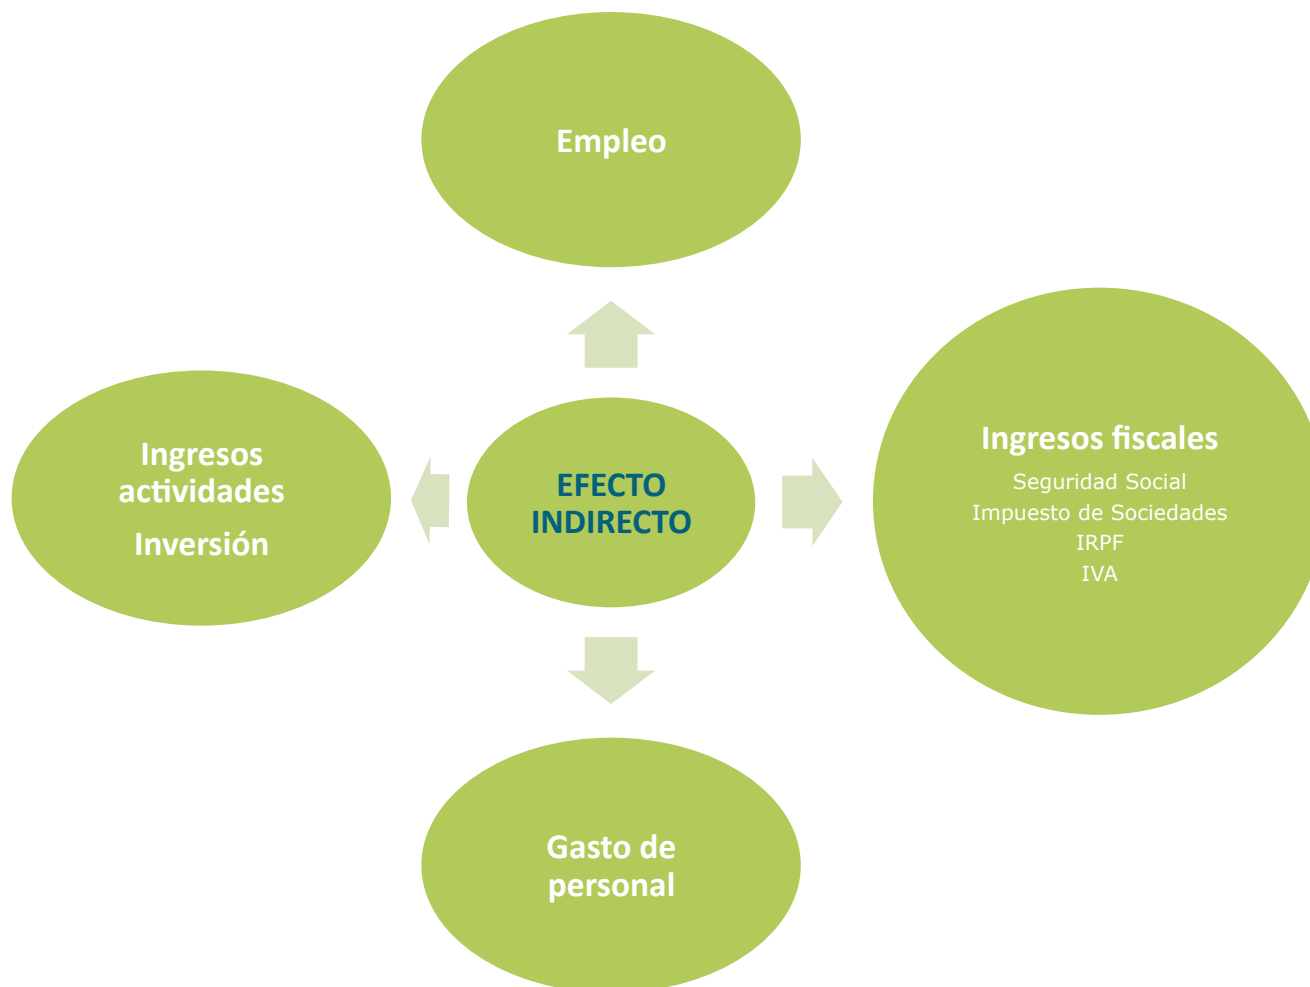 Empleo
Ingresos
actividades
Inversión
EFECTO
INDIRECTO
Ingresos fiscales
Seguridad Social
Impuesto de Sociedades
IRPF
IVA
Gasto de
personal